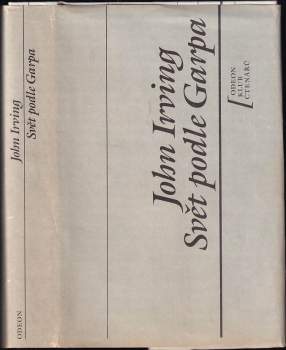 John Irving
Svět podle Garpa
ODEON
John Irving
Svět podle Garpa
ODEON
KLUB
ČTENÁŘŮ